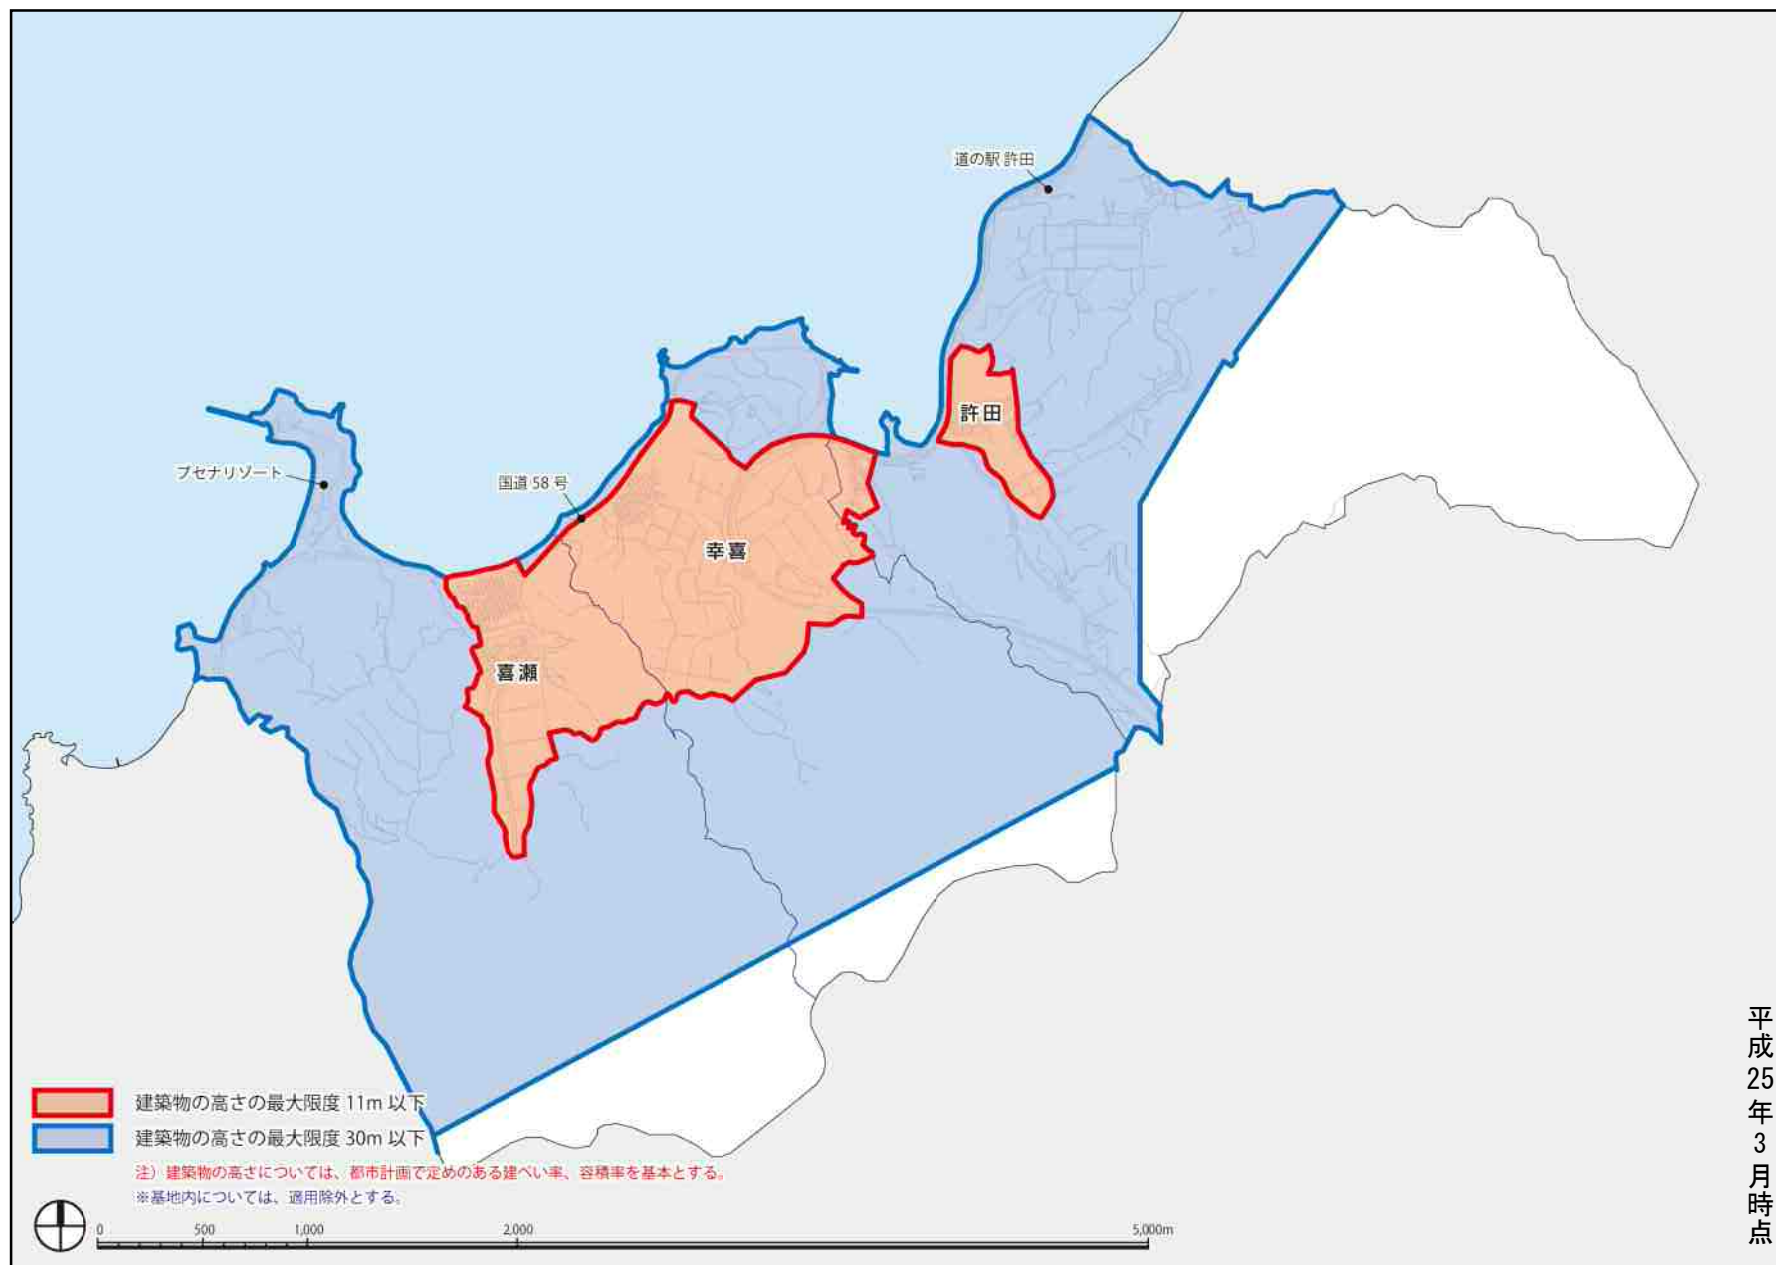 道の駅 許田
許田
ブセナリゾート
国道 58 号
幸喜
喜瀬
建築物の高さの最大限度 11m 以下
建築物の高さの最大限度 30m 以下
注）建築物の高さについては、都市計画で定めのある建ぺい率、容積率を基本とする。
※基地内については、適用除外とする。
0 500 1,000 2,000 5,000m
平成25年3月時点